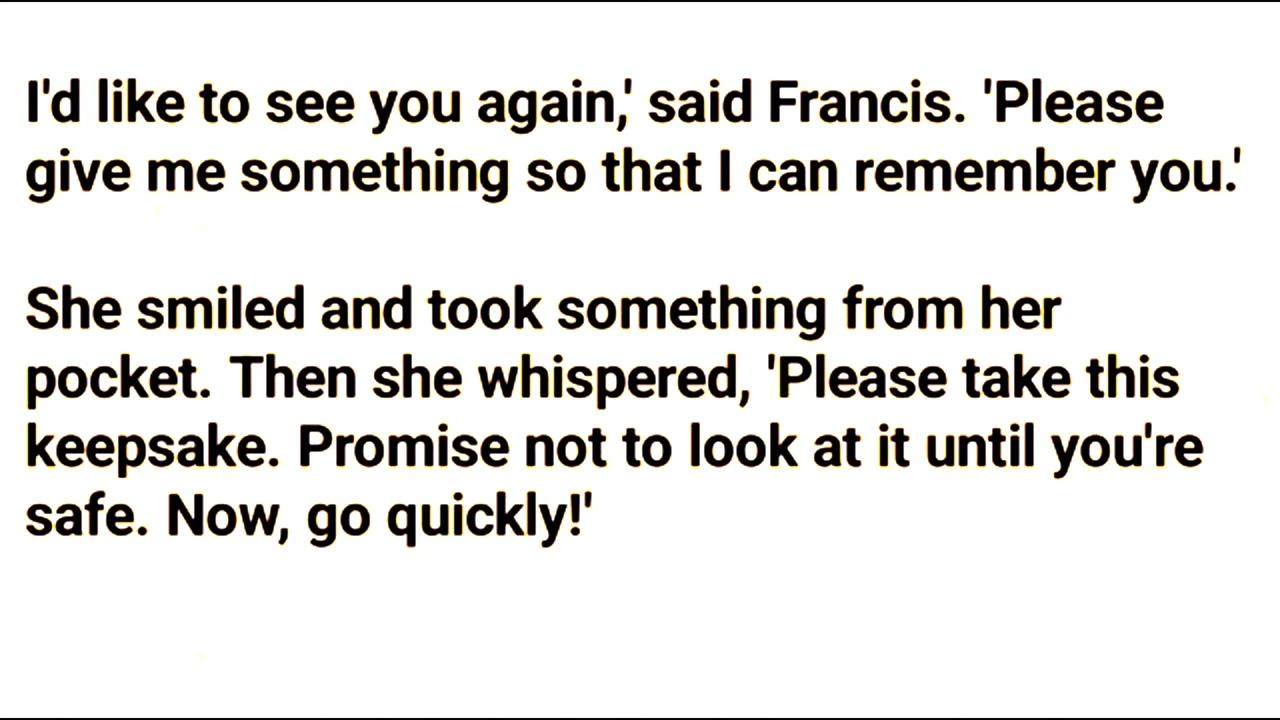 I'd like to see you again,' said Francis. 'Please
give me something so that I can remember you.'
She smiled and took something from her
pocket. Then she whispered, 'Please take this
keepsake. Promise not to look at it until you're
safe. Now, go quickly!'